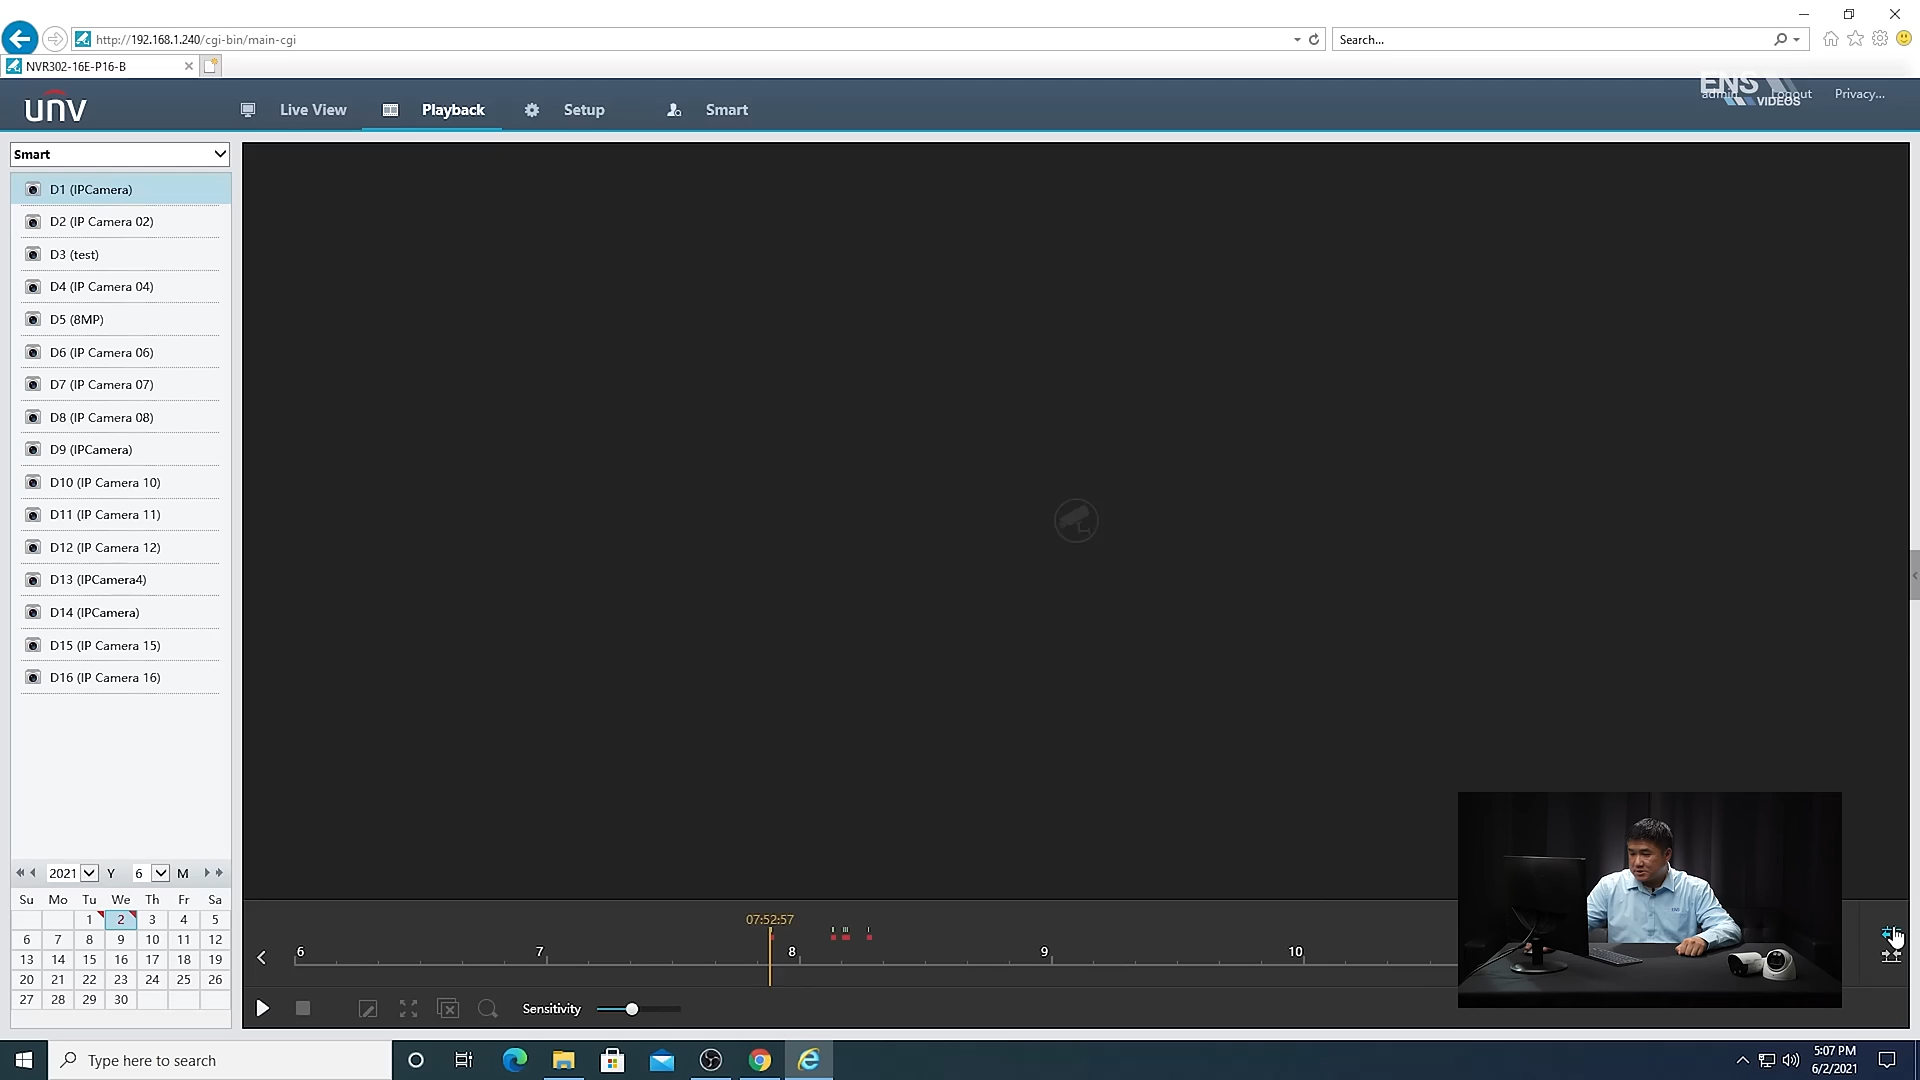 http://192.168.1.240/cgi-bin/main-cgi
Search...
NVR302-16E-P16-B
unv
Live View
Playback
Setup
Smart
admin
Logout
Privacy...
ENS
VIDEOS
Smart
D1 (IPCamera)
D2 (IP Camera 02)
D3 (test)
D4 (IP Camera 04)
D5 (8MP)
D6 (IP Camera 06)
D7 (IP Camera 07)
D8 (IP Camera 08)
D9 (IPCamera)
D10 (IP Camera 10)
D11 (IP Camera 11)
D12 (IP Camera 12)
D13 (IPCamera4)
D14 (IPCamera)
D15 (IP Camera 15)
D16 (IP Camera 16)
2021 Y 6 M
Su Mo Tu We Th Fr Sa
1 2 3 4 5
6 7 8 9 10 11 12
13 14 15 16 17 18 19
20 21 22 23 24 25 26
27 28 29 30
07:52:57
6 7 8 9 10
Sensitivity
ENS
Type here to search
5:07 PM
6/2/2021